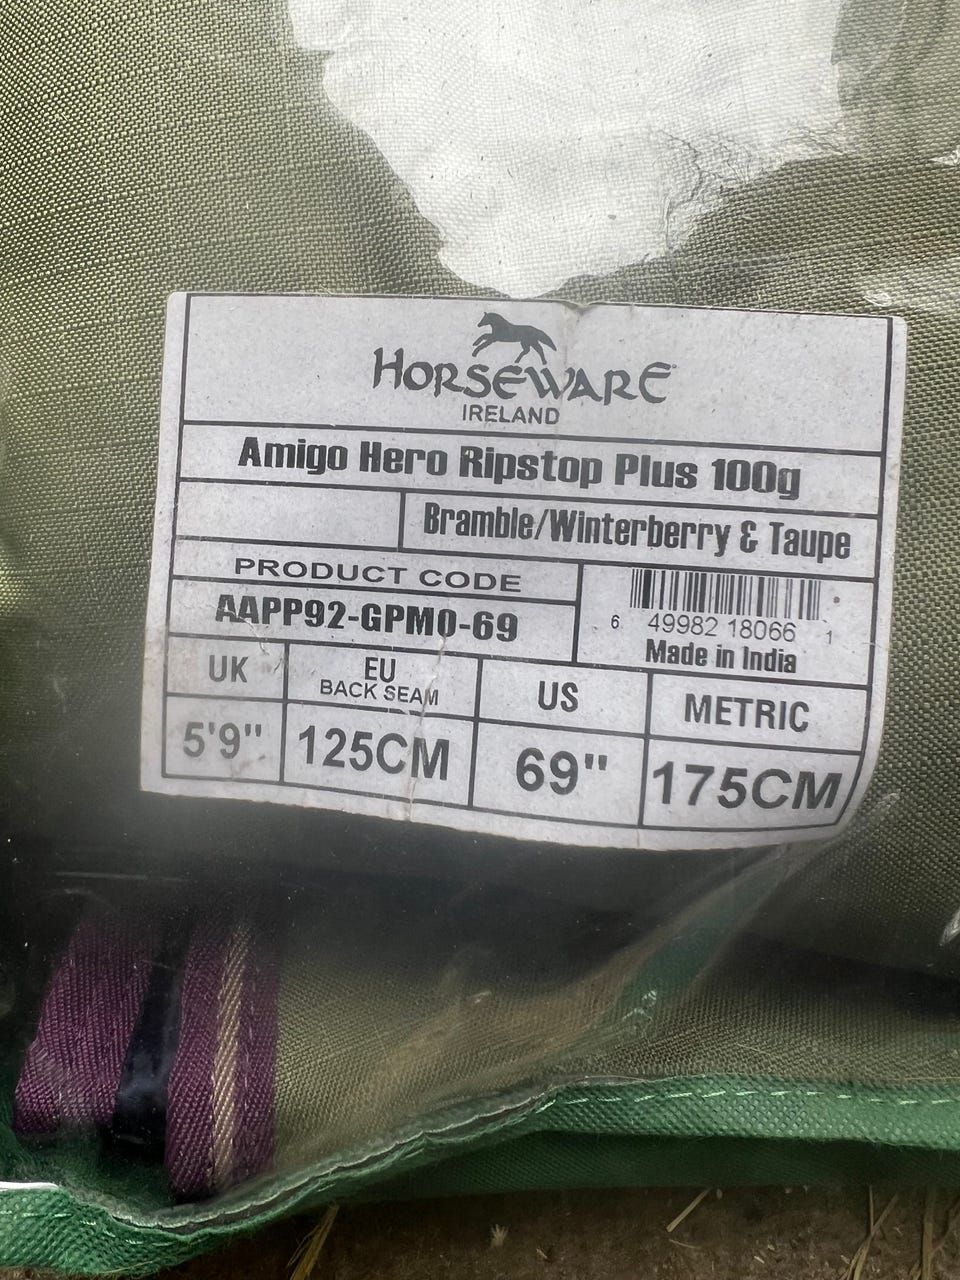 HORSEWARE
IRELAND
Amigo Hero Ripstop Plus 100g
Bramble/Winterberry & Taupe
PRODUCT CODE
AAPP92-GPM0-69
6 49982 18066 1
Made in India
UK
EU
BACK SEAM
US
METRIC
5'9"
125CM
69"
175CM